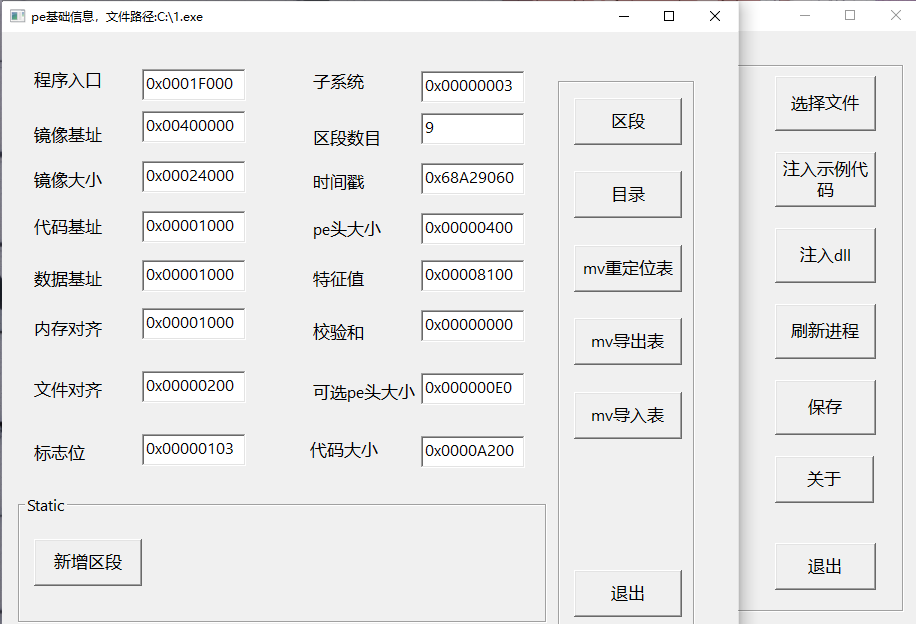 pe基础信息，文件路径:C:\1.exe
程序入口 0x0001F000 子系统 0x00000003
镜像基址 0x00400000 区段数目 9
镜像大小 0x00024000 时间戳 0x68A29060
代码基址 0x00001000 pe头大小 0x00000400
数据基址 0x00001000 特征值 0x00008100
内存对齐 0x00001000 校验和 0x00000000
文件对齐 0x00000200 可选pe头大小 0x000000E0
标志位 0x00000103 代码大小 0x0000A200
Static
新增区段
区段
目录
mv重定位表
mv导出表
mv导入表
退出
选择文件
注入示例代
码
注入dll
刷新进程
保存
关于
退出